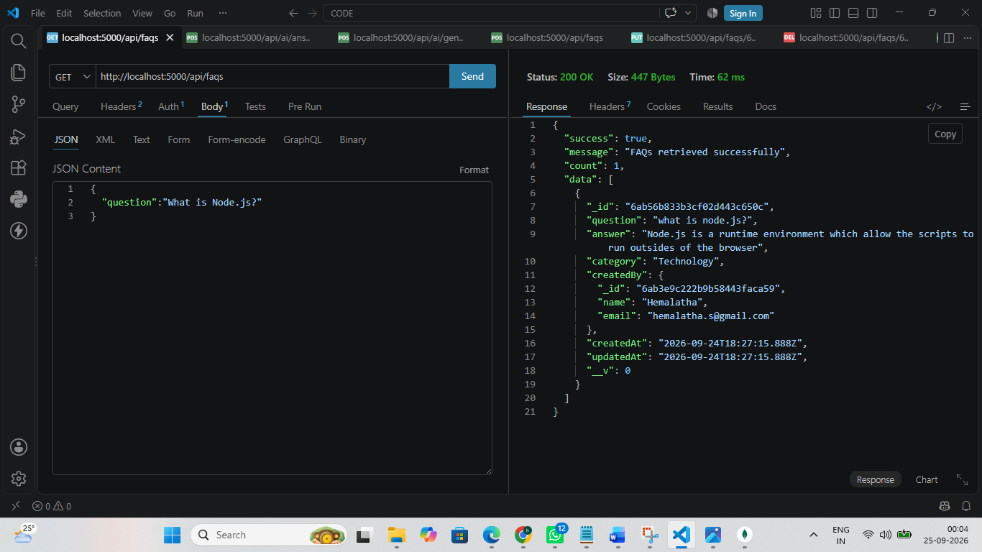 File Edit Selection View Go Run ··· CODE Sign In
GET localhost:5000/api/faqs POS localhost:5000/api/ai/ans.. POS localhost:5000/api/ai/gen.. POS localhost:5000/api/faqs PUT localhost:5000/api/faqs/6.. DEL localhost:5000/api/faqs/6..
GET http://localhost:5000/api/faqs Send
Query Headers 2 Auth 1 Body 1 Tests Pre Run
JSON XML Text Form Form-encode GraphQL Binary
JSON Content Format
1 {
2 "question":"What is Node.js?"
3 }
Status: 200 OK Size: 447 Bytes Time: 62 ms
Response Headers 7 Cookies Results Docs </>
Copy
1 {
2 "success": true,
3 "message": "FAQs retrieved successfully",
4 "count": 1,
5 "data": [
6 {
7 "_id": "6ab56b833b3cf02d443c650c",
8 "question": "what is node.js?",
9 "answer": "Node.js is a runtime environment which allow the scripts to
run outsides of the browser",
10 "category": "Technology",
11 "createdBy": {
12 "_id": "6ab3e9c222b9b58443faca59",
13 "name": "Hemalatha",
14 "email": "hemalatha.s@gmail.com"
15 },
16 "createdAt": "2026-09-24T18:27:15.888Z",
17 "updatedAt": "2026-09-24T18:27:15.888Z",
18 "__v": 0
19 }
20 ]
21 }
Response Chart
0 0
25° Search 12 ENG
IN
00:04
25-09-2026